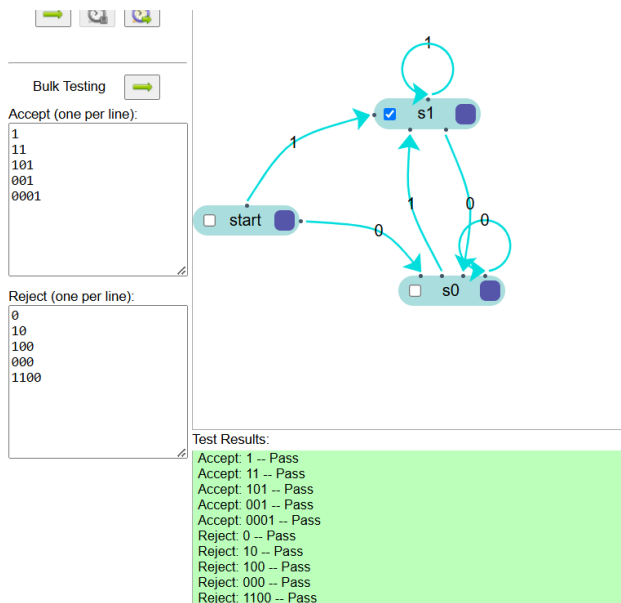 Bulk Testing
Accept (one per line):
1
11
101
001
0001
Reject (one per line):
0
10
100
000
1100
1
s1
1
start
0
1
0
0
s0
Test Results:
Accept: 1 -- Pass
Accept: 11 -- Pass
Accept: 101 -- Pass
Accept: 001 -- Pass
Accept: 0001 -- Pass
Reject: 0 -- Pass
Reject: 10 -- Pass
Reject: 100 -- Pass
Reject: 000 -- Pass
Reject: 1100 -- Pass